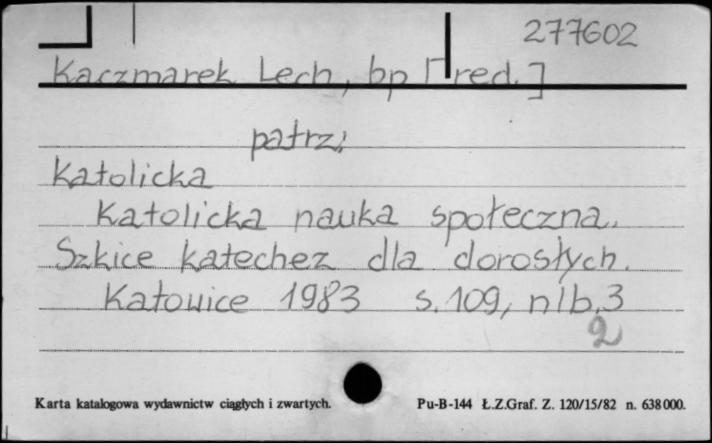 277602
Kaczmarek Lech, bp [red.]
patrz:
Katolicka
Katolicka nauka społeczna.
Szkice katechez dla dorosłych.
Katowice 1983 s. 109, nlb. 3
2
Karta katalogowa wydawnictw ciągłych i zwartych. Pu-B-144 Ł.Z.Graf. Z. 120/15/82 n. 638000.